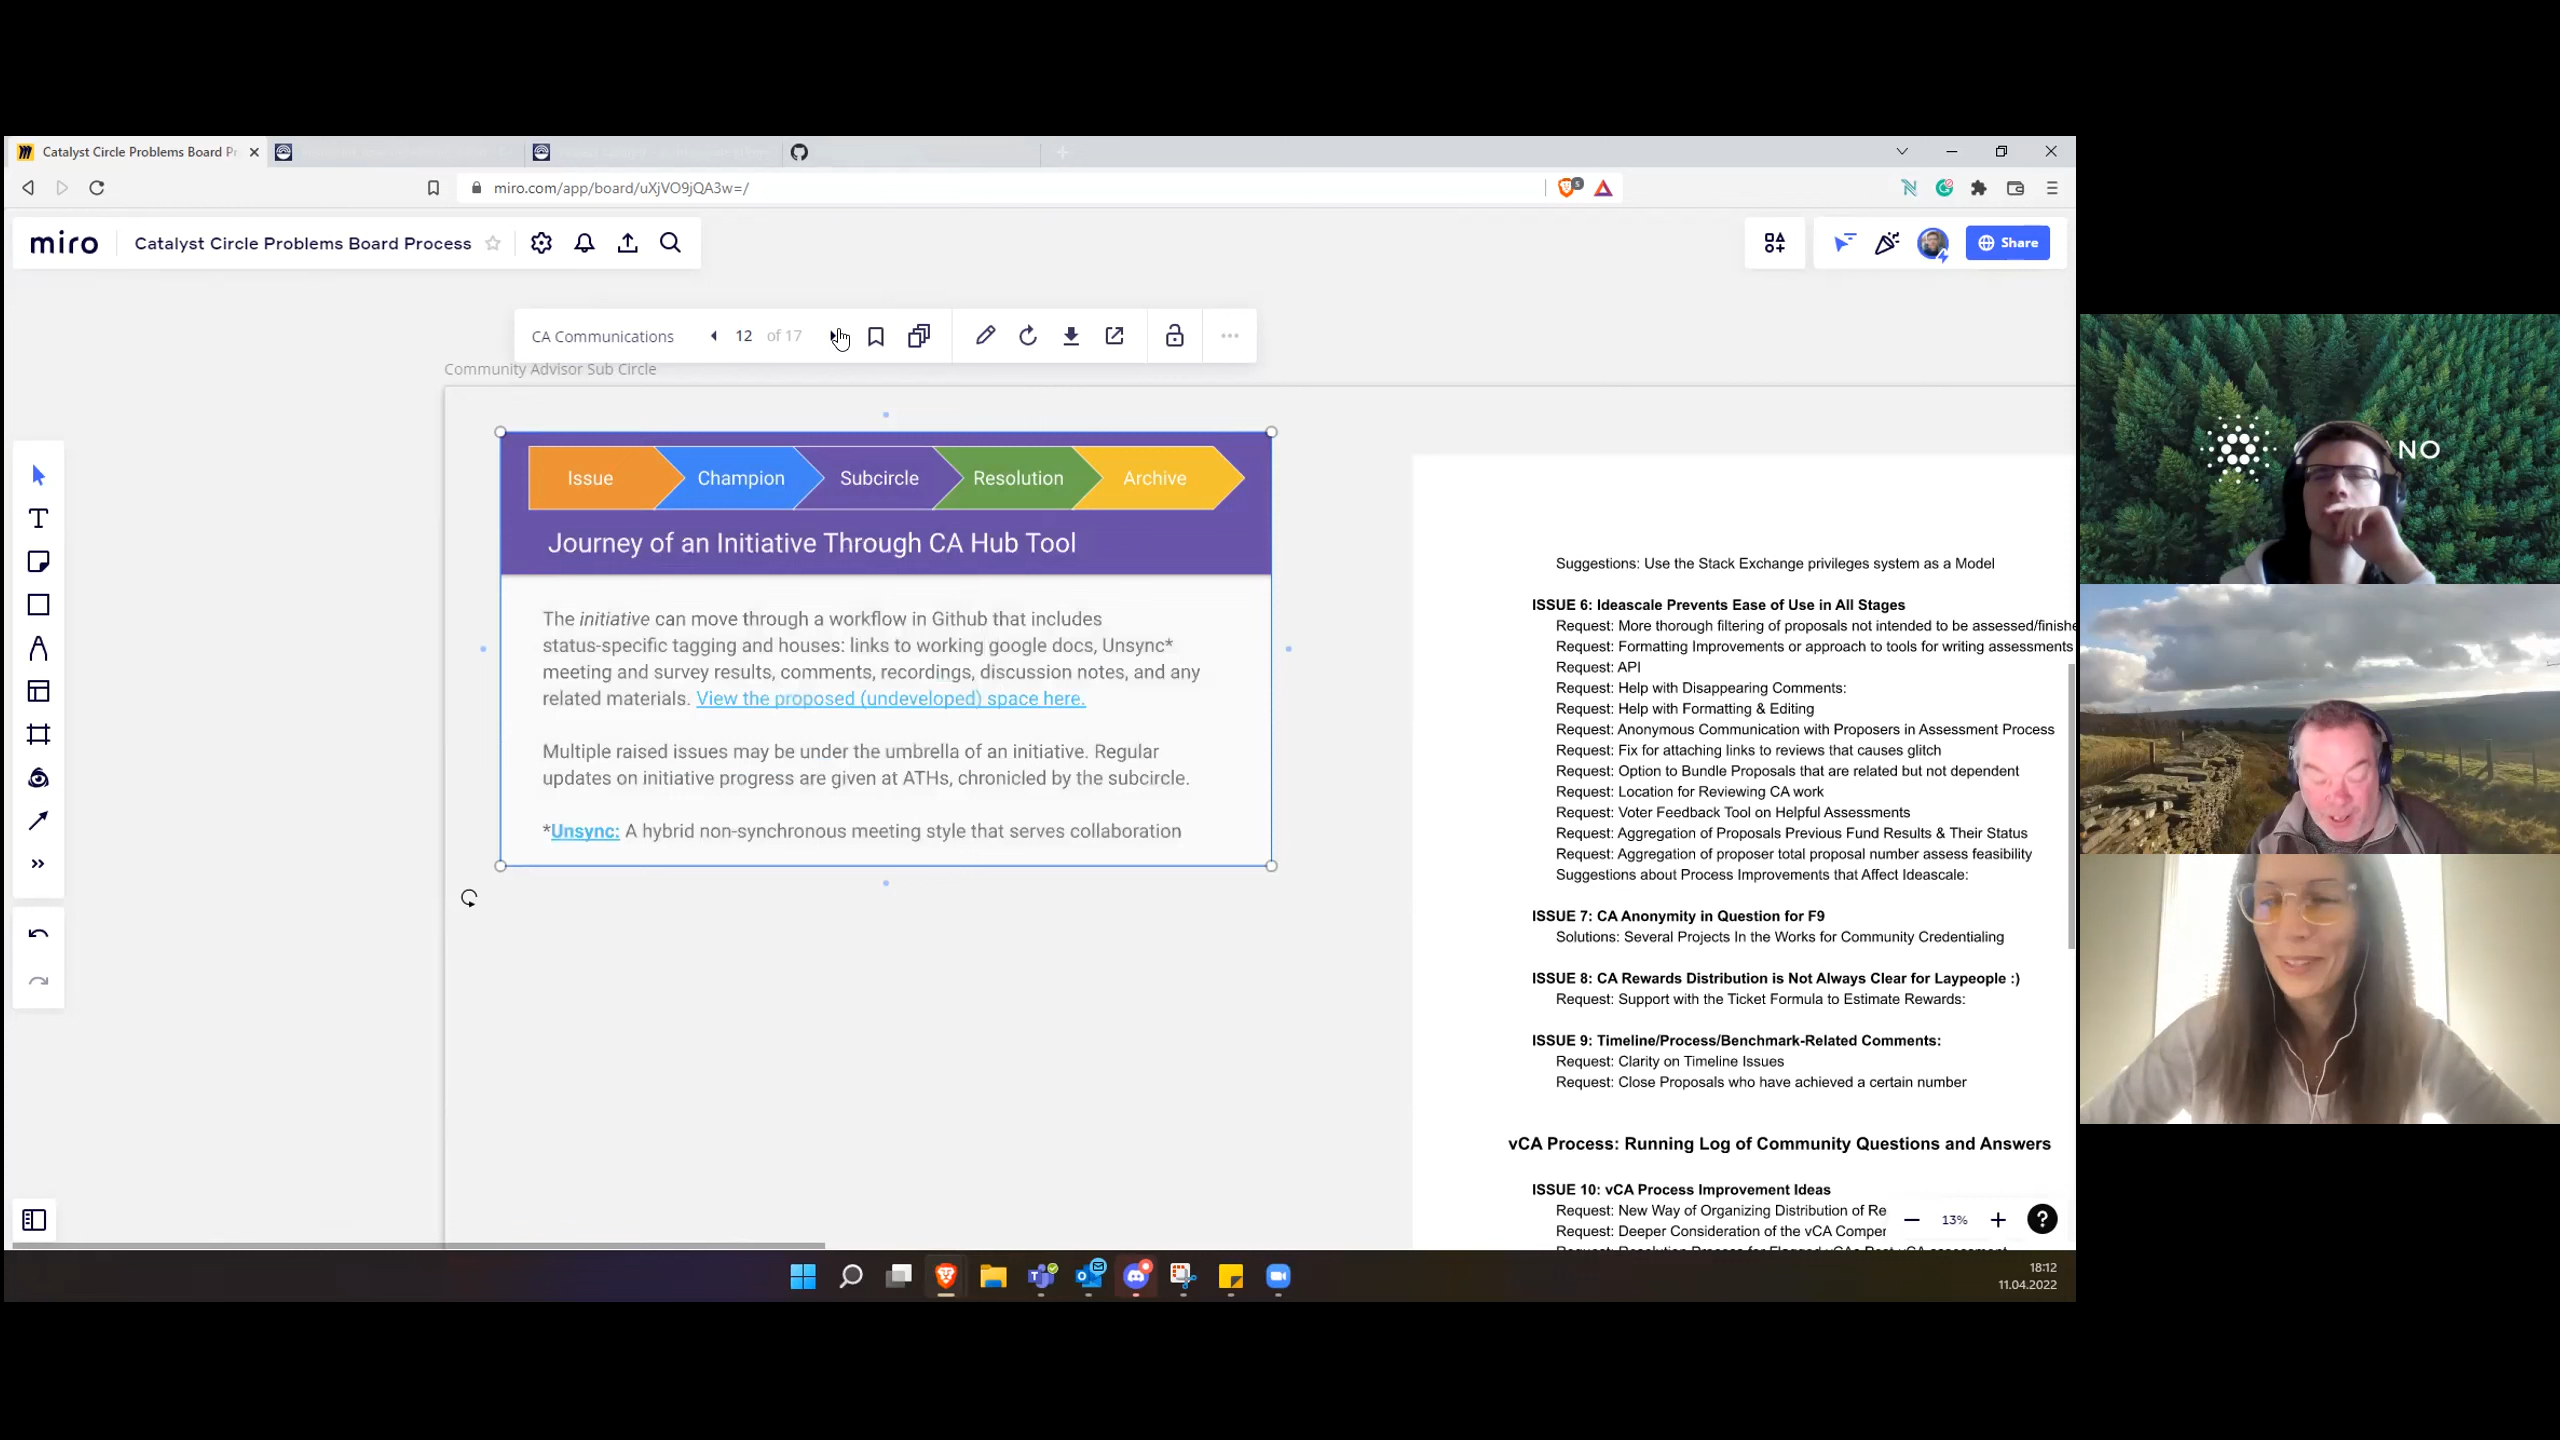 Catalyst Circle Problems Board Pr
miro.com/app/board/uXjVO9jQA3w=/
miro
Catalyst Circle Problems Board Process
Share
CA Communications
12 of 17
Community Advisor Sub Circle
Issue
Champion
Subcircle
Resolution
Archive
Journey of an Initiative Through CA Hub Tool
The initiative can move through a workflow in Github that includes
status-specific tagging and houses: links to working google docs, Unsync*
meeting and survey results, comments, recordings, discussion notes, and any
related materials. View the proposed (undeveloped) space here.
Multiple raised issues may be under the umbrella of an initiative. Regular
updates on initiative progress are given at ATHs, chronicled by the subcircle.
*Unsync: A hybrid non-synchronous meeting style that serves collaboration
Suggestions: Use the Stack Exchange privileges system as a Model
ISSUE 6: Ideascale Prevents Ease of Use in All Stages
Request: More thorough filtering of proposals not intended to be assessed/finishe
Request: Formatting Improvements or approach to tools for writing assessments
Request: API
Request: Help with Disappearing Comments:
Request: Help with Formatting & Editing
Request: Anonymous Communication with Proposers in Assessment Process
Request: Fix for attaching links to reviews that causes glitch
Request: Option to Bundle Proposals that are related but not dependent
Request: Location for Reviewing CA work
Request: Voter Feedback Tool on Helpful Assessments
Request: Aggregation of Proposals Previous Fund Results & Their Status
Request: Aggregation of proposer total proposal number assess feasibility
Suggestions about Process Improvements that Affect Ideascale:
ISSUE 7: CA Anonymity in Question for F9
Solutions: Several Projects In the Works for Community Credentialing
ISSUE 8: CA Rewards Distribution is Not Always Clear for Laypeople :)
Request: Support with the Ticket Formula to Estimate Rewards:
ISSUE 9: Timeline/Process/Benchmark-Related Comments:
Request: Clarity on Timeline Issues
Request: Close Proposals who have achieved a certain number
vCA Process: Running Log of Community Questions and Answers
ISSUE 10: vCA Process Improvement Ideas
Request: New Way of Organizing Distribution of Re
Request: Deeper Consideration of the vCA Comper
13%
18:12
11.04.2022
NO